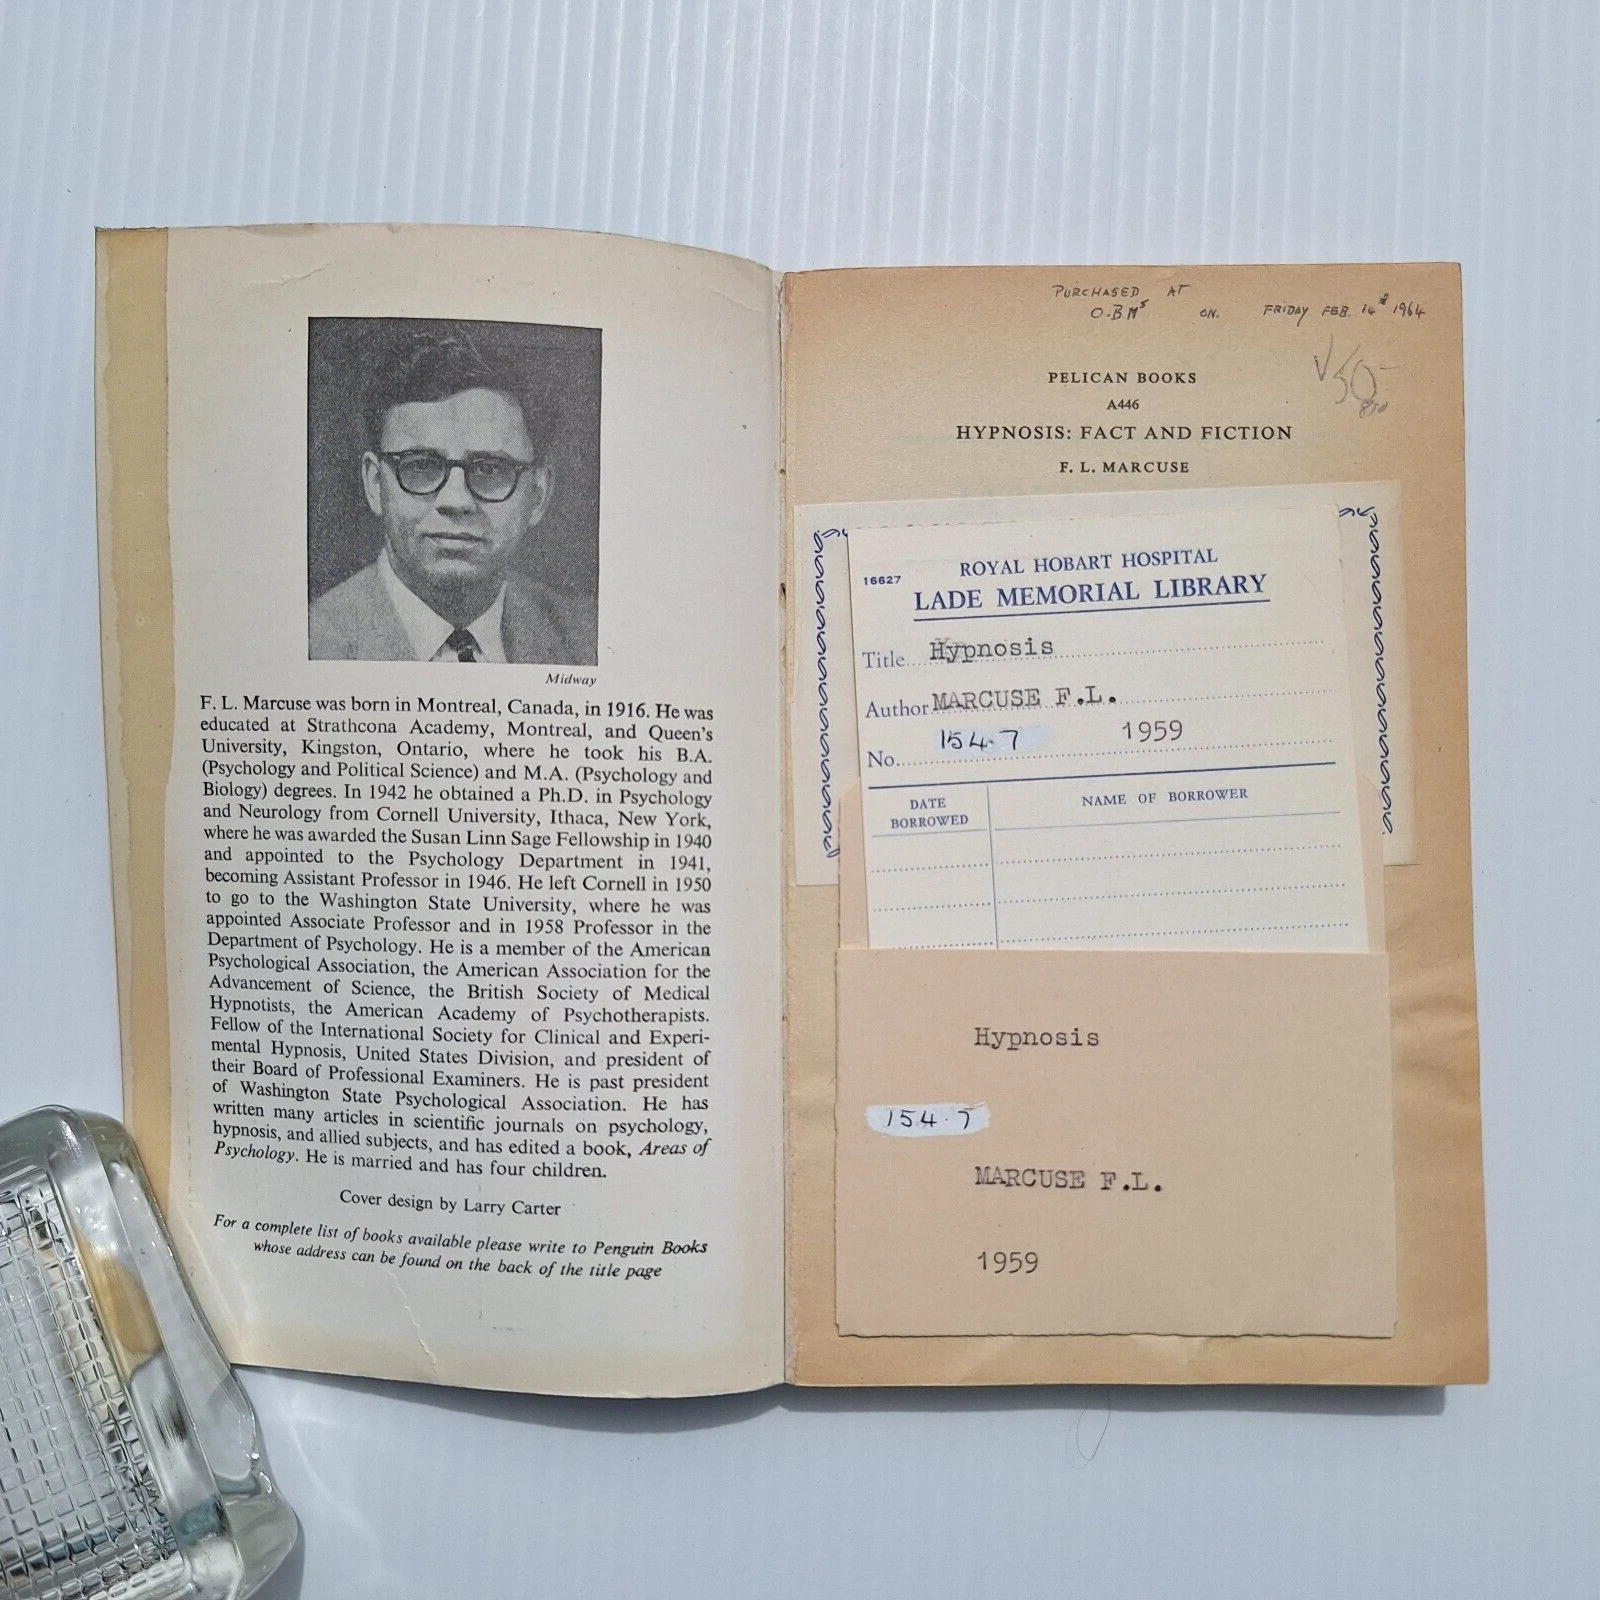 Midway
F. L. Marcuse was born in Montreal, Canada, in 1916. He was
educated at Strathcona Academy, Montreal, and Queen's
University, Kingston, Ontario, where he took his B.A.
(Psychology and Political Science) and M.A. (Psychology and
Biology) degrees. In 1942 he obtained a Ph.D. in Psychology
and Neurology from Cornell University, Ithaca, New York,
where he was awarded the Susan Linn Sage Fellowship in 1940
and appointed to the Psychology Department in 1941,
becoming Assistant Professor in 1946. He left Cornell in 1950
to go to the Washington State University, where he was
appointed Associate Professor and in 1958 Professor in the
Department of Psychology. He is a member of the American
Psychological Association, the American Association for the
Advancement of Science, the British Society of Medical
Hypnotists, the American Academy of Psychotherapists.
Fellow of the International Society for Clinical and Experi-
mental Hypnosis, United States Division, and president of
their Board of Professional Examiners. He is past president
of Washington State Psychological Association. He has
written many articles in scientific journals on psychology,
hypnosis, and allied subjects, and has edited a book, Areas of
Psychology. He is married and has four children.
Cover design by Larry Carter
For a complete list of books available please write to Penguin Books
whose address can be found on the back of the title page
PURCHASED AT
O.B.M's ON. FRIDAY FEB. 14 1964
PELICAN BOOKS
A446
HYPNOSIS: FACT AND FICTION
F. L. MARCUSE
ROYAL HOBART HOSPITAL
16627
LADE MEMORIAL LIBRARY
Title Hypnosis
Author MARCUSE F.L.
No. 154.7 1959
DATE BORROWED NAME OF BORROWER
Hypnosis
154.7
MARCUSE F.L.
1959